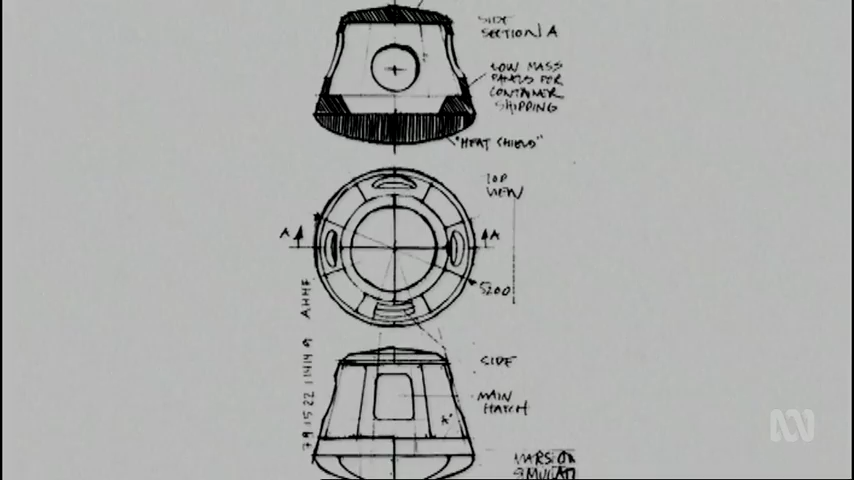 SIDE
SECTION A
LOW MASS
PANELS FOR
CONTAINER
SHIPPING
"HEAT SHIELD"
TOP
VIEW
A
A
5200
SIDE
MAIN
HATCH